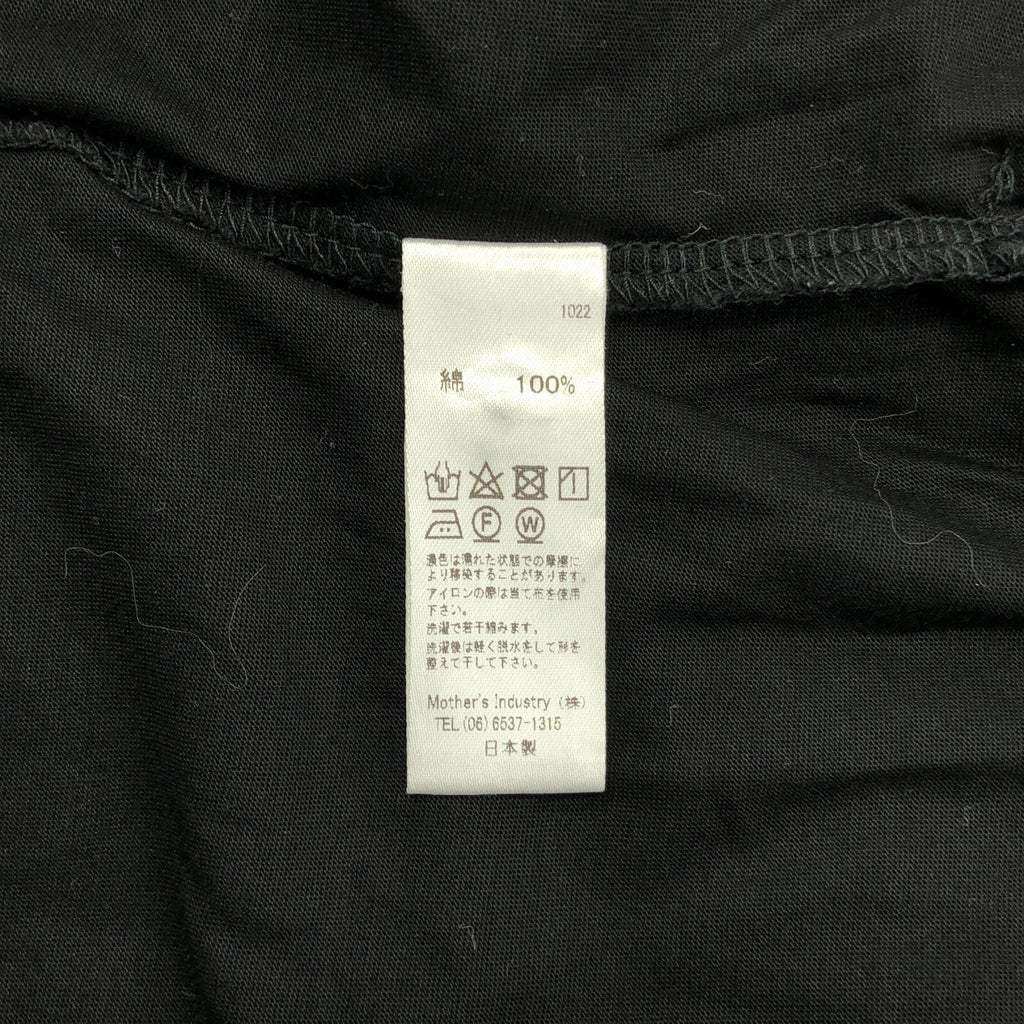 1022
綿 100%
F W
濃色は濡れた状態での摩擦に
より移染することがあります。
アイロンの際は当て布を使用
下さい。
洗濯で若干縮みます。
洗濯後は軽く脱水をして形を
整えて干して下さい。
Mother's Industry (株)
TEL (06) 6537-1315
日本製